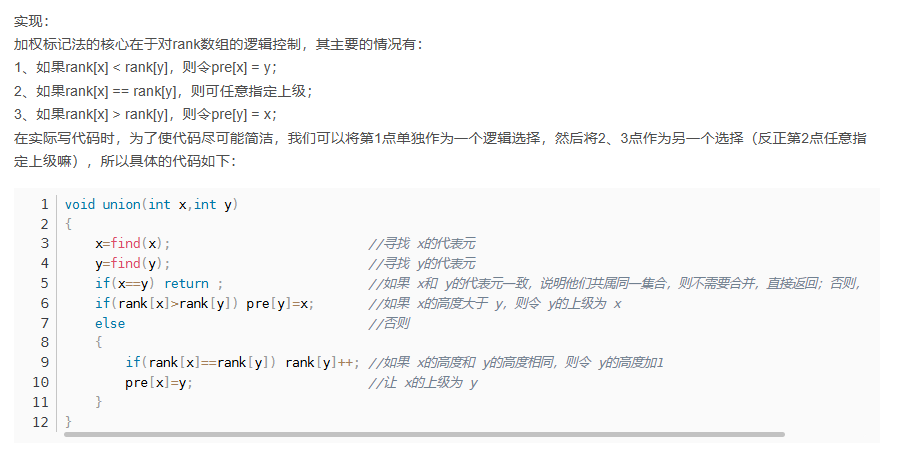 实现：
加权标记法的核心在于对rank数组的逻辑控制，其主要的情况有：
1、如果rank[x] < rank[y]，则令pre[x] = y；
2、如果rank[x] == rank[y]，则可任意指定上级；
3、如果rank[x] > rank[y]，则令pre[y] = x；
在实际写代码时，为了使代码尽可能简洁，我们可以将第1点单独作为一个逻辑选择，然后将2、3点作为另一个选择（反正第2点任意指
定上级嘛），所以具体的代码如下：
1 void union(int x,int y)
2 {
3     x=find(x);                         //寻找 x的代表元
4     y=find(y);                         //寻找 y的代表元
5     if(x==y) return ;                  //如果 x和 y的代表元一致，说明他们共属同一集合，则不需要合并，直接返回；否则，
6     if(rank[x]>rank[y]) pre[y]=x;      //如果 x的高度大于 y，则令 y的上级为 x
7     else                               //否则
8     {
9         if(rank[x]==rank[y]) rank[y]++; //如果 x的高度和 y的高度相同，则令 y的高度加1
10         pre[x]=y;                      //让 x的上级为 y
11     }
12 }